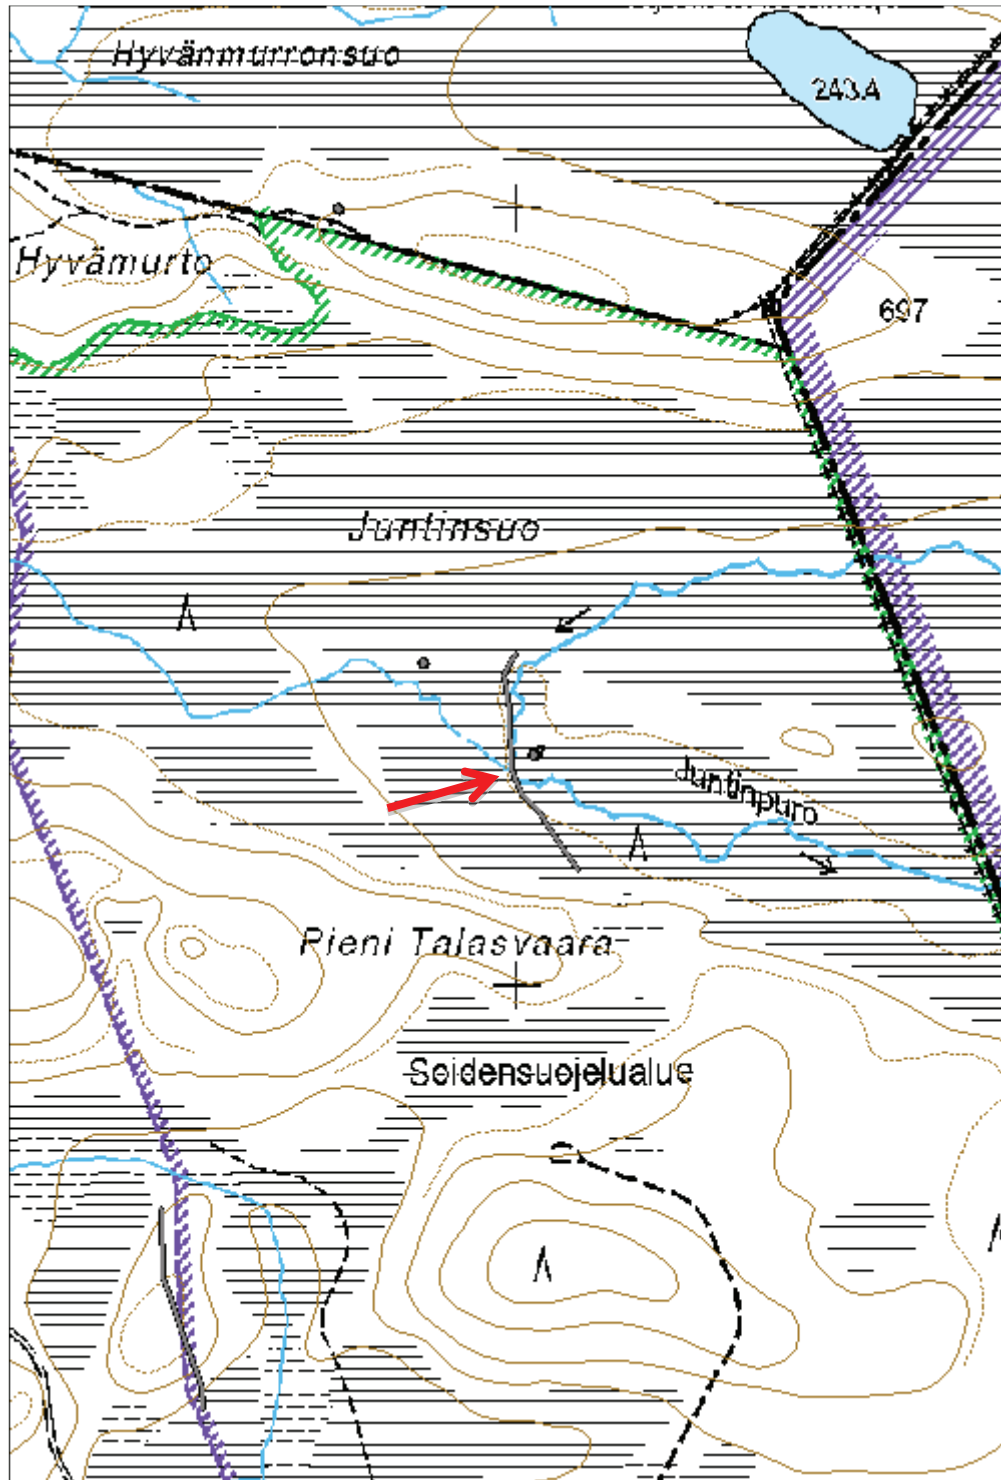 Hyvänmurronsuo
243.4
Hyvämurto
697
Juntinsuo
Juntinpuro
Pieni Talasvaara
Soidensuojelualue